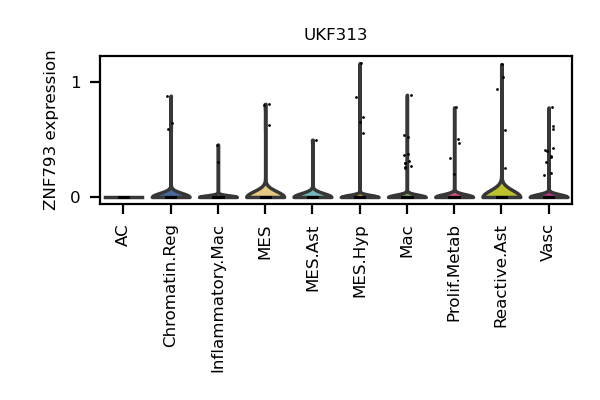 UKF313
ZNF793 expression
1
0
AC
Chromatin.Reg
Inflammatory.Mac
MES
MES.Ast
MES.Hyp
Mac
Prolif.Metab
Reactive.Ast
Vasc